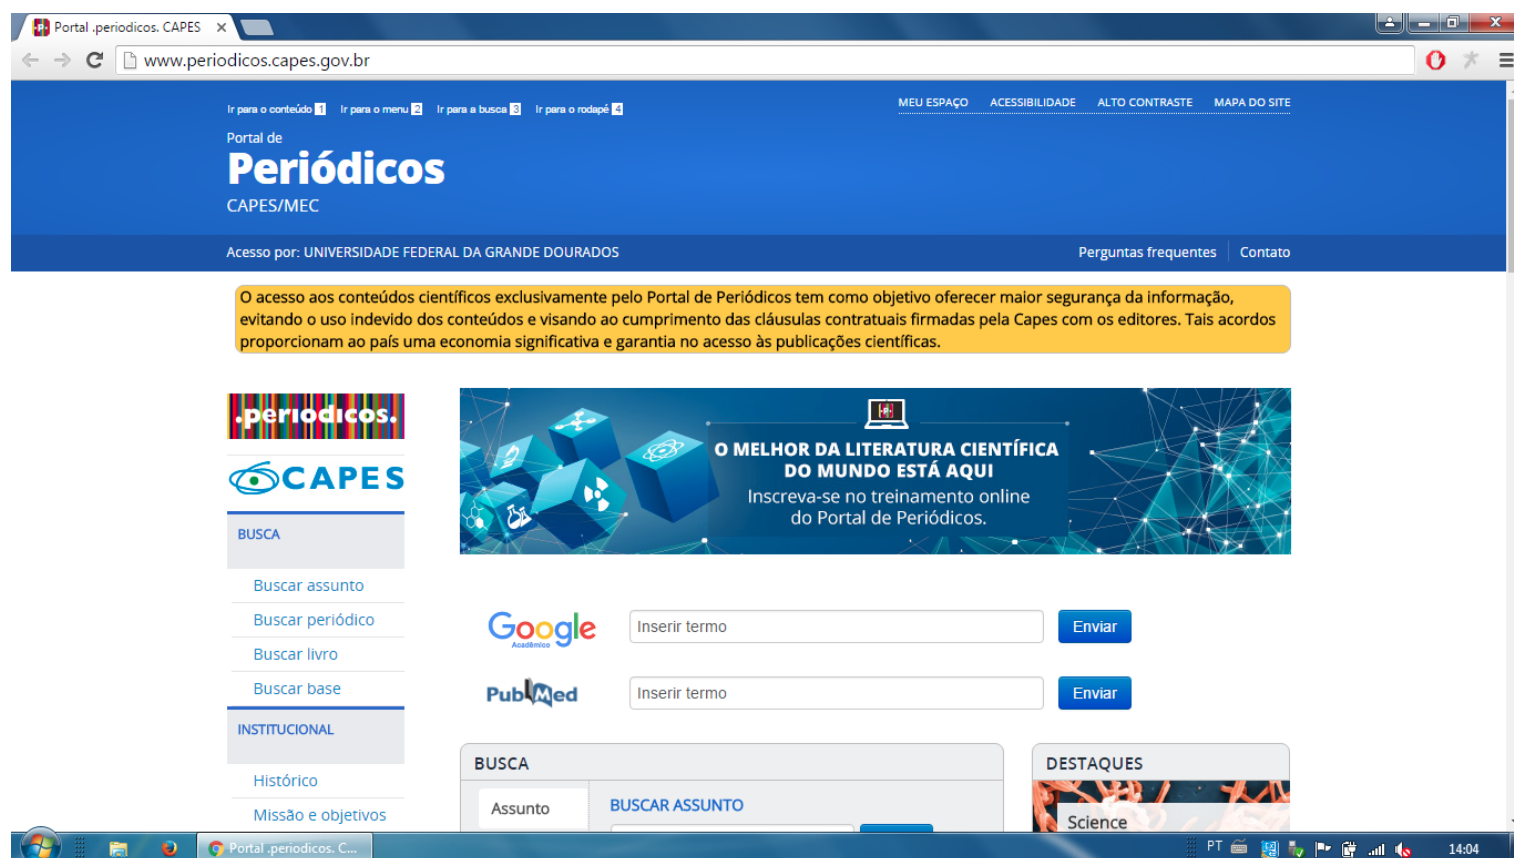 Portal .periodicos. CAPES
www.periodicos.capes.gov.br
Ir para o conteúdo 1 Ir para o menu 2 Ir para a busca 3 Ir para o rodapé 4
MEU ESPAÇO ACESSIBILIDADE ALTO CONTRASTE MAPA DO SITE
Portal de
Periódicos
CAPES/MEC
Acesso por: UNIVERSIDADE FEDERAL DA GRANDE DOURADOS
Perguntas frequentes Contato
O acesso aos conteúdos científicos exclusivamente pelo Portal de Periódicos tem como objetivo oferecer maior segurança da informação,
evitando o uso indevido dos conteúdos e visando ao cumprimento das cláusulas contratuais firmadas pela Capes com os editores. Tais acordos
proporcionam ao país uma economia significativa e garantia no acesso às publicações científicas.
.periodicos.
CAPES
BUSCA
Buscar assunto
Buscar periódico
Buscar livro
Buscar base
INSTITUCIONAL
Histórico
Missão e objetivos
.P.
O MELHOR DA LITERATURA CIENTÍFICA
DO MUNDO ESTÁ AQUI
Inscreva-se no treinamento online
do Portal de Periódicos.
Google
Acadêmico
Inserir termo
Enviar
PubMed
Inserir termo
Enviar
BUSCA
Assunto
BUSCAR ASSUNTO
DESTAQUES
Science
Portal .periodicos. C...
PT
14:04